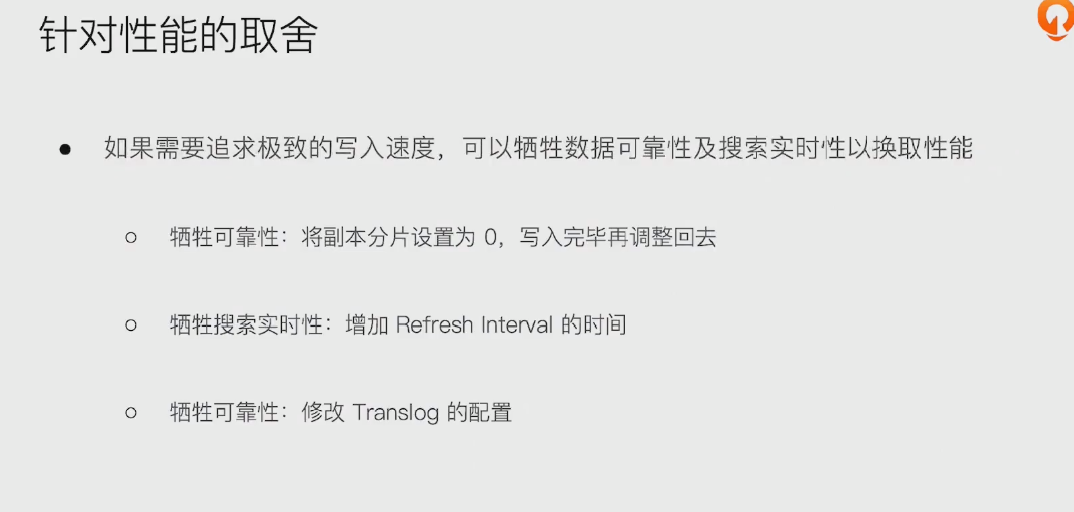 针对性能的取舍
如果需要追求极致的写入速度，可以牺牲数据可靠性及搜索实时性以换取性能
牺牲可靠性：将副本分片设置为 0，写入完毕再调整回去
牺牲搜索实时性：增加 Refresh Interval 的时间
牺牲可靠性：修改 Translog 的配置